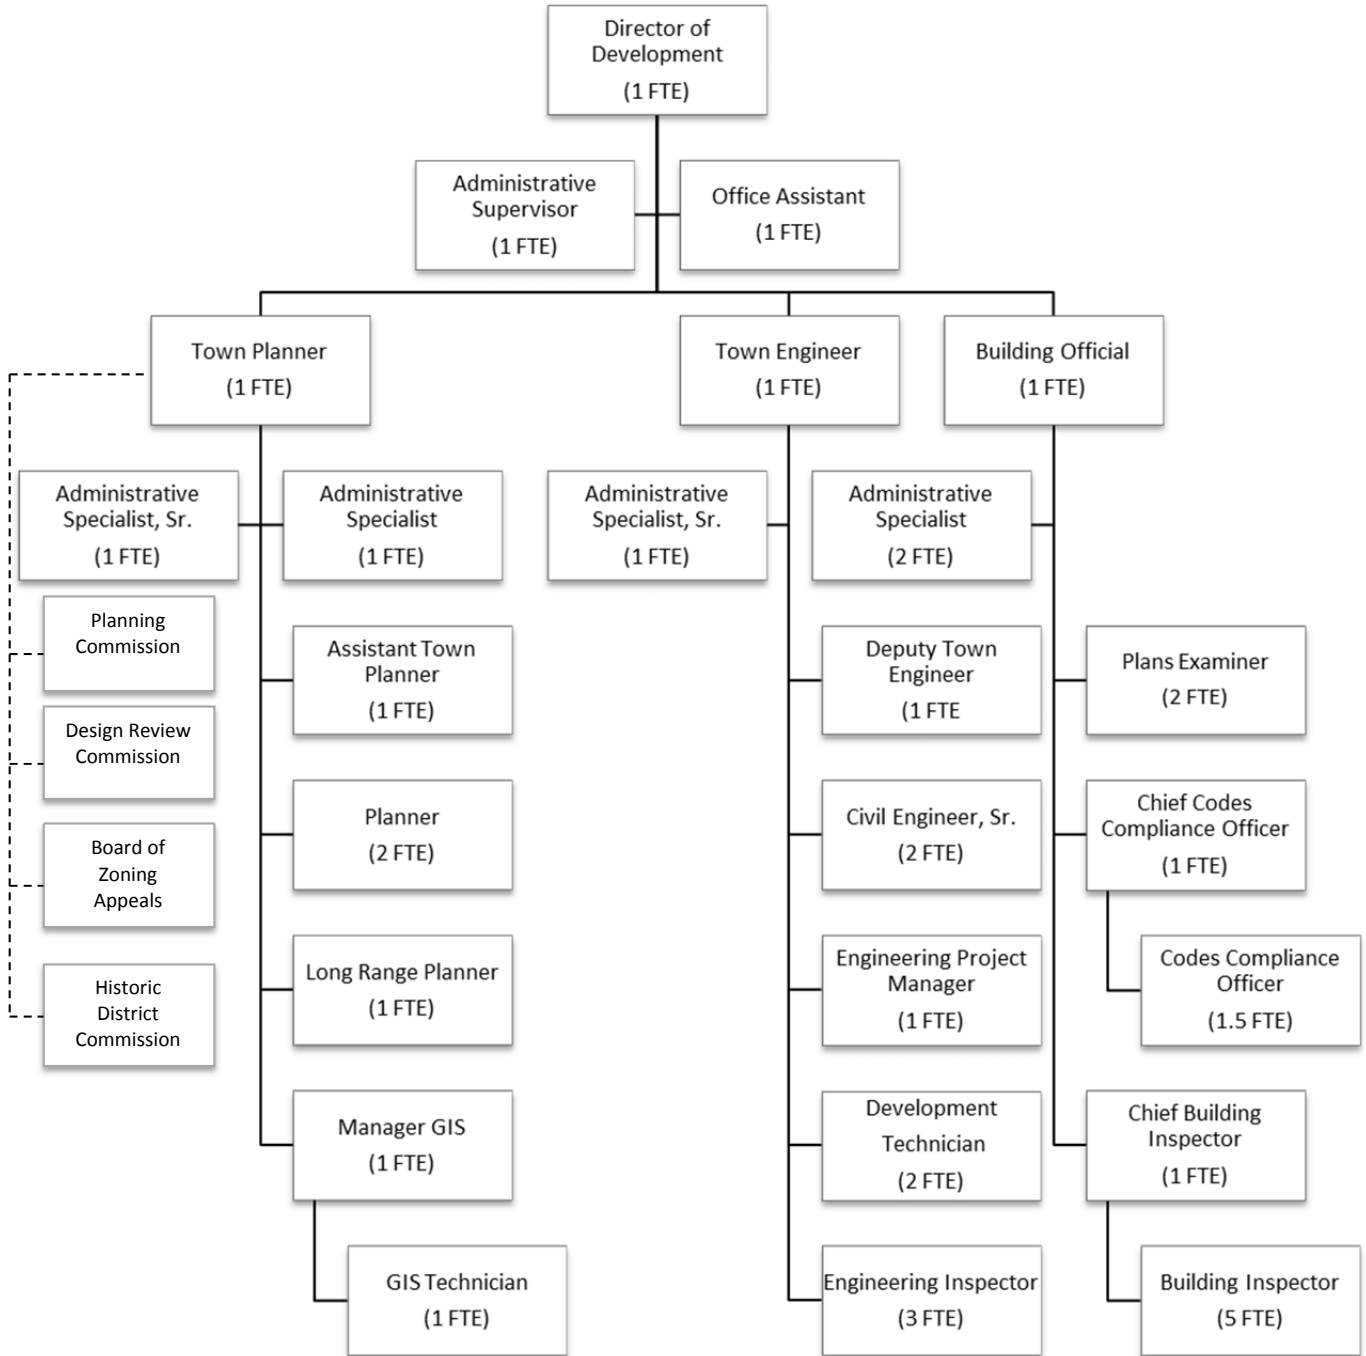 Director of
Development
(1 FTE)
Administrative
Supervisor
(1 FTE)
Office Assistant
(1 FTE)
Town Planner
(1 FTE)
Town Engineer
(1 FTE)
Building Official
(1 FTE)
Administrative
Specialist, Sr.
(1 FTE)
Administrative
Specialist
(1 FTE)
Administrative
Specialist, Sr.
(1 FTE)
Administrative
Specialist
(2 FTE)
Planning
Commission
Design Review
Commission
Board of
Zoning
Appeals
Historic
District
Commission
Assistant Town
Planner
(1 FTE)
Planner
(2 FTE)
Long Range Planner
(1 FTE)
Manager GIS
(1 FTE)
GIS Technician
(1 FTE)
Deputy Town
Engineer
(1 FTE
Civil Engineer, Sr.
(2 FTE)
Engineering Project
Manager
(1 FTE)
Development
Technician
(2 FTE)
Engineering Inspector
(3 FTE)
Plans Examiner
(2 FTE)
Chief Codes
Compliance Officer
(1 FTE)
Codes Compliance
Officer
(1.5 FTE)
Chief Building
Inspector
(1 FTE)
Building Inspector
(5 FTE)